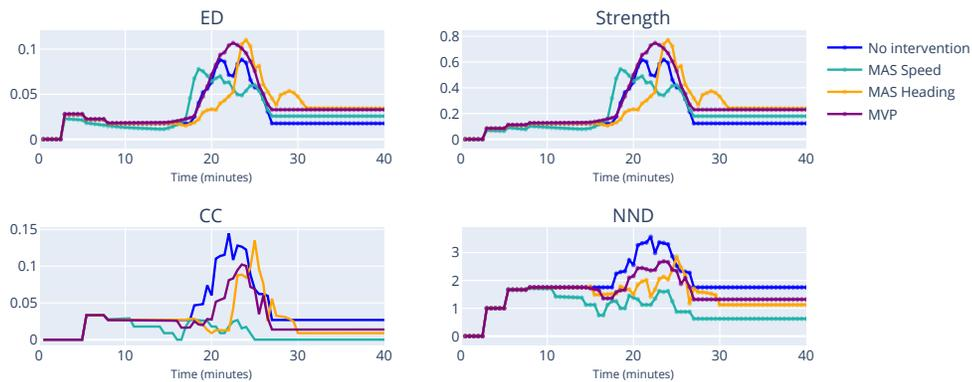 ED
0.1
0.05
0
0 10 20 30 40
Time (minutes)
Strength
0.8
0.6
0.4
0.2
0
0 10 20 30 40
Time (minutes)
No intervention
MAS Speed
MAS Heading
MVP
CC
0.15
0.1
0.05
0
0 10 20 30 40
Time (minutes)
NND
3
2
1
0
0 10 20 30 40
Time (minutes)